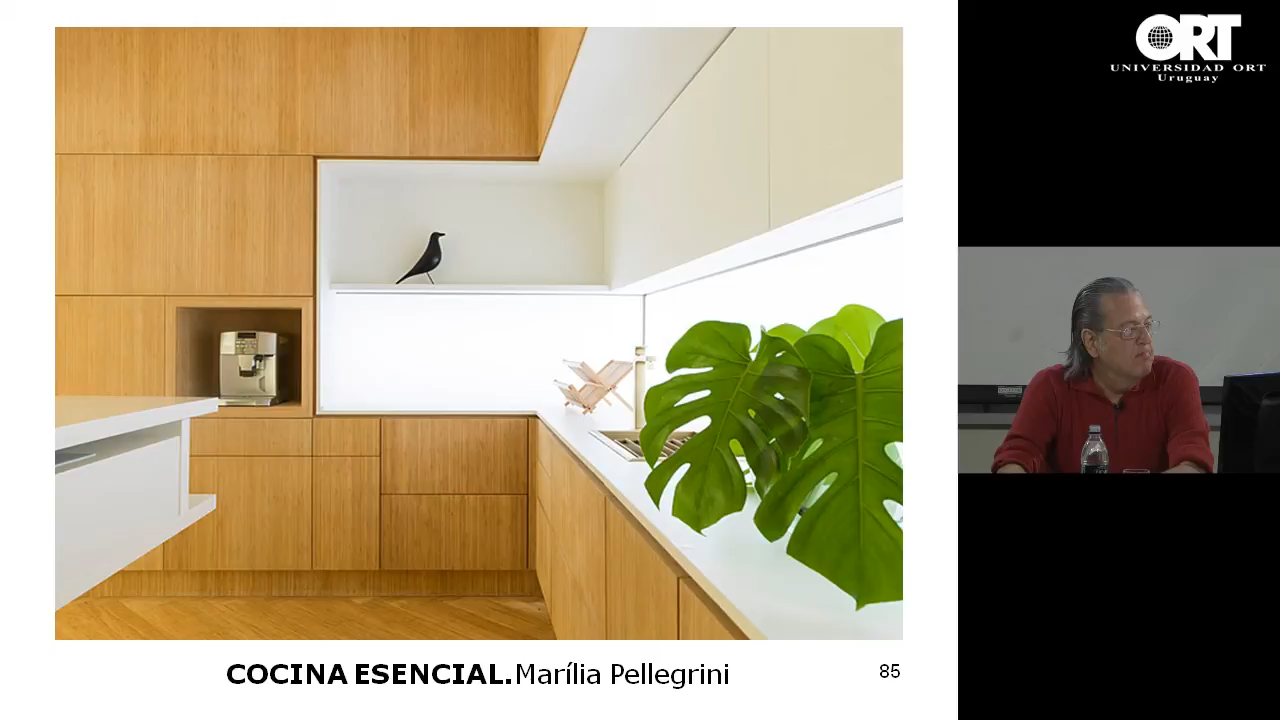 ORT
UNIVERSIDAD ORT
Uruguay
COCINA ESENCIAL.Marília Pellegrini
85